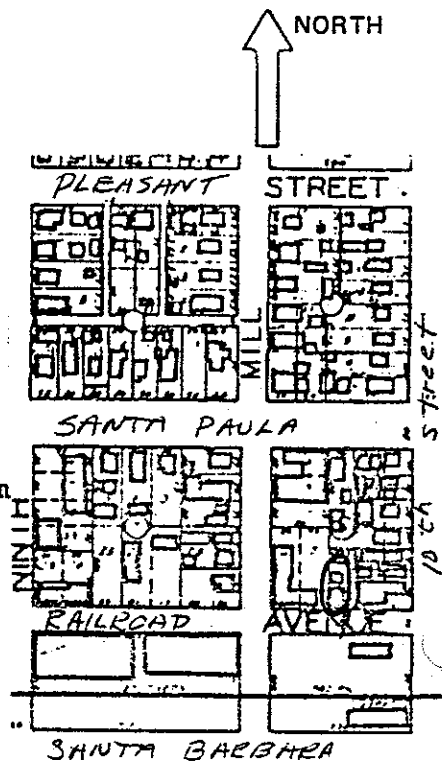 NORTH
PLEASANT STREET.
MILL
SANTA PAULA
10th street
NINTH
RAILROAD AVENUE
SANTA BARBARA